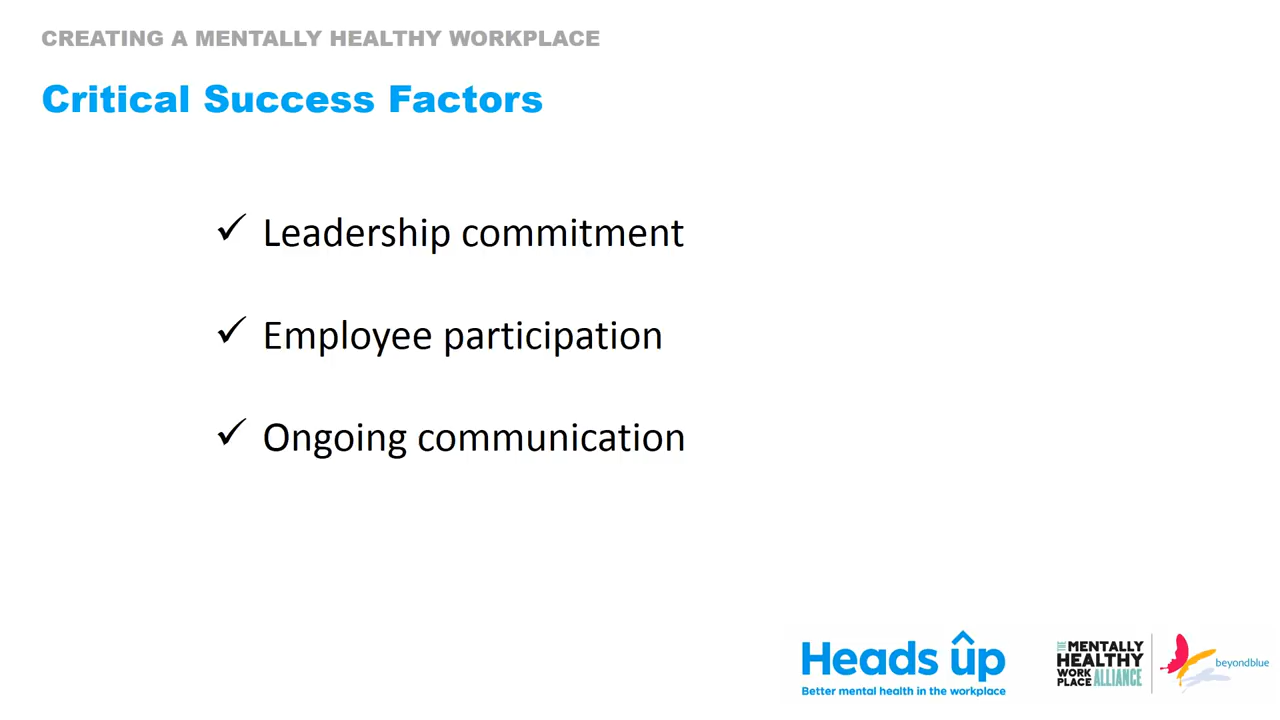 CREATING A MENTALLY HEALTHY WORKPLACE
Critical Success Factors
✓ Leadership commitment
✓ Employee participation
✓ Ongoing communication
Heads up
Better mental health in the workplace
THE MENTALLY
HEALTHY
WORK
PLACE ALLIANCE
beyondblue